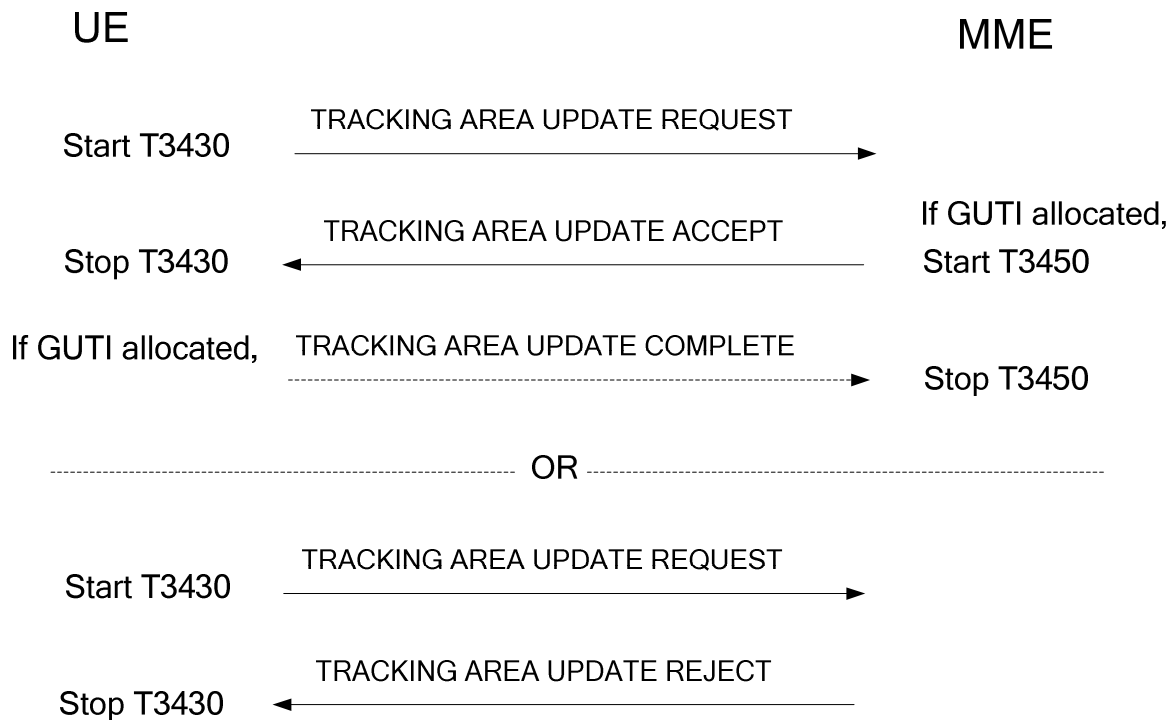 UE
MME
TRACKING AREA UPDATE REQUEST
Start T3430
If GUTI allocated,
TRACKING AREA UPDATE ACCEPT
Stop T3430
Start T3450
If GUTI allocated,
TRACKING AREA UPDATE COMPLETE
Stop T3450
OR
TRACKING AREA UPDATE REQUEST
Start T3430
TRACKING AREA UPDATE REJECT
Stop T3430